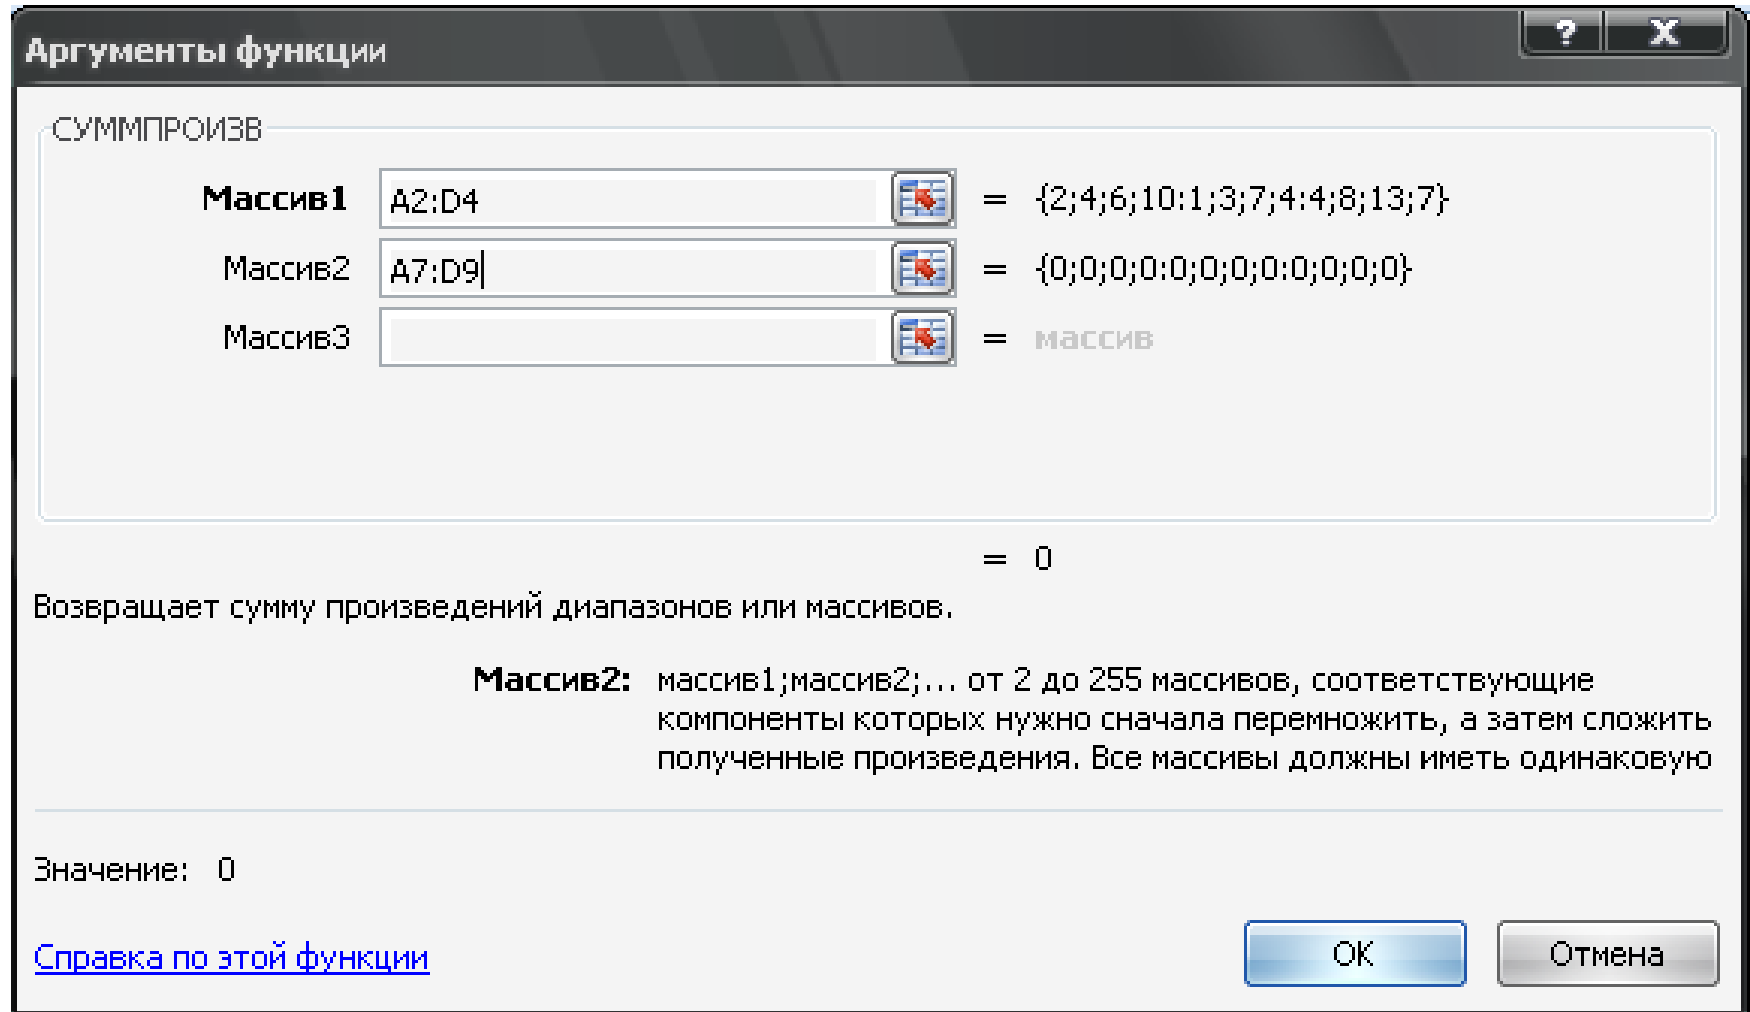 Аргументы функции
?
X
СУММПРОИЗВ
Массив1 A2:D4 = {2;4;6;10:1;3;7;4:4;8;13;7}
Массив2 A7:D9 = {0;0;0;0:0;0;0;0:0;0;0;0}
Массив3 = массив
= 0
Возвращает сумму произведений диапазонов или массивов.
Массив2: массив1;массив2;... от 2 до 255 массивов, соответствующие
компоненты которых нужно сначала перемножить, а затем сложить
полученные произведения. Все массивы должны иметь одинаковую
Значение: 0
Справка по этой функции
ОК
Отмена